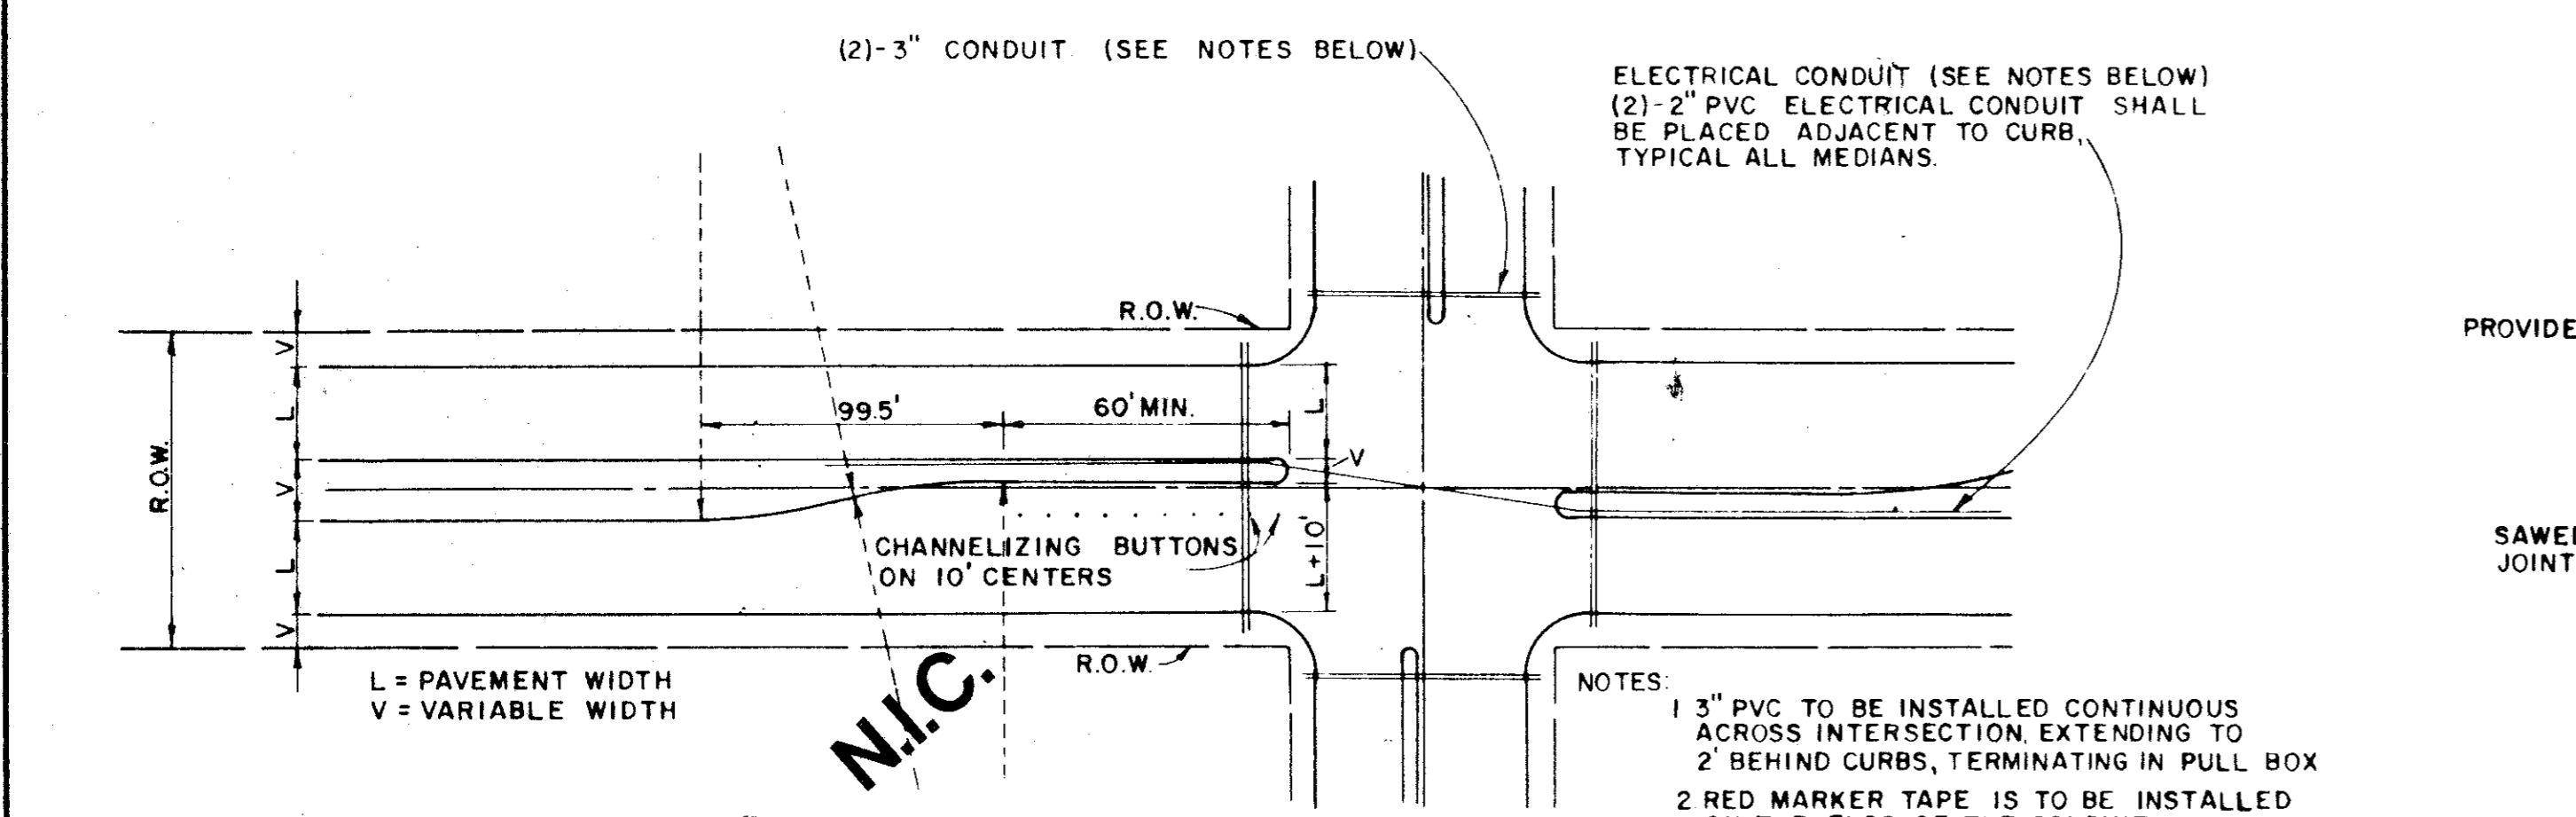 (2)-3" CONDUIT (SEE NOTES BELOW)
ELECTRICAL CONDUIT (SEE NOTES BELOW)
(2)-2" PVC ELECTRICAL CONDUIT SHALL
BE PLACED ADJACENT TO CURB,
TYPICAL ALL MEDIANS.
R.O.W.
PROVIDE
V
L
V
L
V
R.O.W.
99.5'
60' MIN.
L
V
L+10'
CHANNELIZING BUTTONS
ON 10' CENTERS
SAWE
JOINT
R.O.W.
L = PAVEMENT WIDTH
V = VARIABLE WIDTH
N.I.C.
NOTES:
1 3" PVC TO BE INSTALLED CONTINUOUS
ACROSS INTERSECTION, EXTENDING TO
2' BEHIND CURBS, TERMINATING IN PULL BOX
2 RED MARKER TAPE IS TO BE INSTALLED